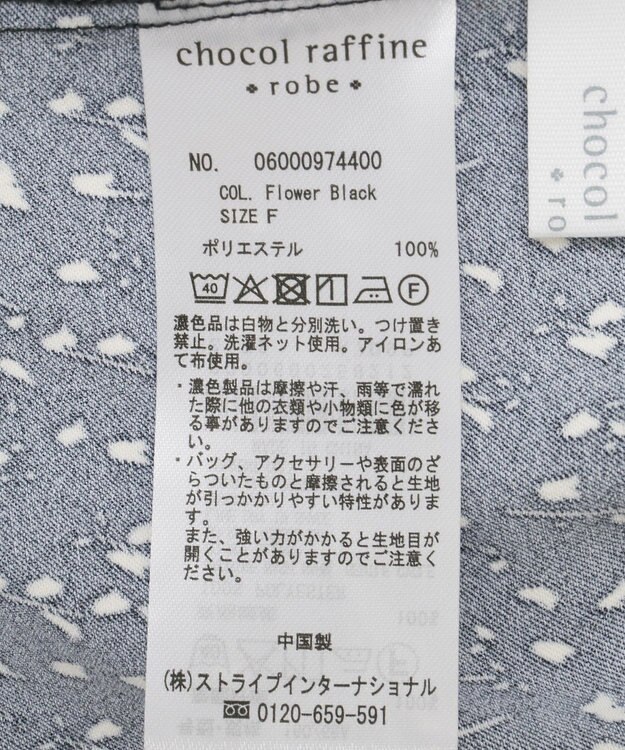 chocol raffine
robe
NO. 06000974400
COL. Flower Black
SIZE F
ポリエステル 100%
40 F
濃色品は白物と分別洗い。つけ置き
禁止。洗濯ネット使用。アイロンあ
て布使用。
・濃色製品は摩擦や汗、雨等で濡れ
た際に他の衣類や小物類に色が移
る事がありますのでご注意くださ
い。
・バッグ、アクセサリーや表面のざ
らついたものと摩擦されると生地
が引っかかりやすい特性がありま
す。
また、強い力がかかると生地目が
開くことがありますのでご注意く
ださい。
中国製
(株)ストライプインターナショナル
0120-659-591
chocol
ro